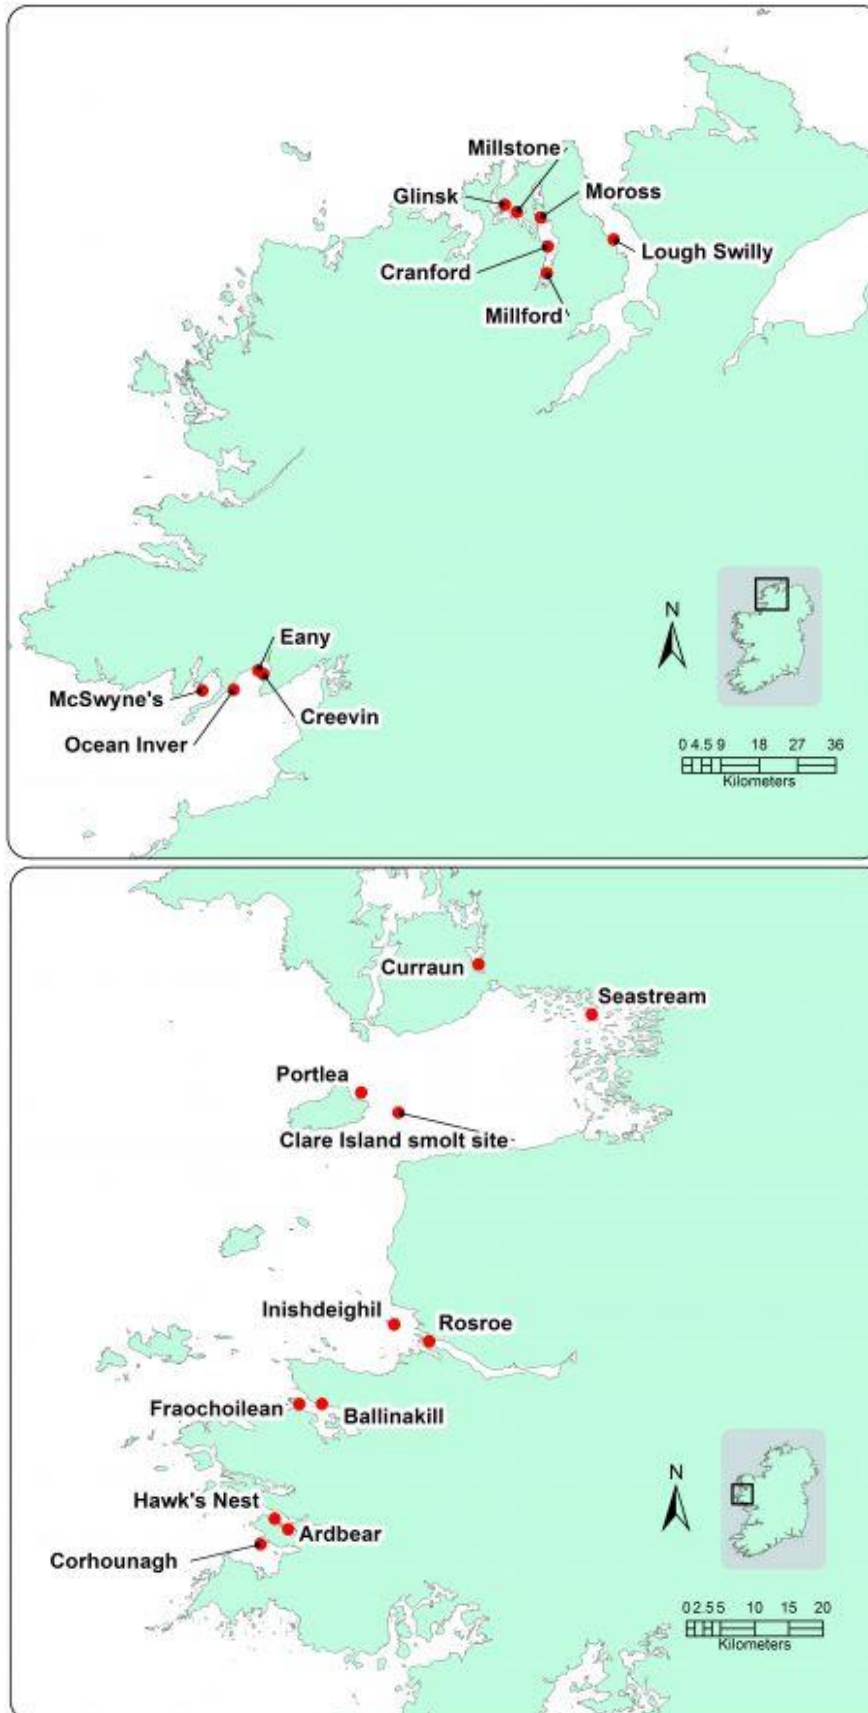 Millstone
Glinsk
Moross
Cranford
Lough Swilly
Millford
Eany
McSwyne's
Creevin
Ocean Inver
N
0 4.5 9 18 27 36
Kilometers
Curraun
Seastream
Portlea
Clare Island smolt site
Inishdeighil
Rosroe
Fraochoilean
Ballinakill
Hawk's Nest
Ardbear
Corhounagh
N
0 2.5 5 10 15 20
Kilometers